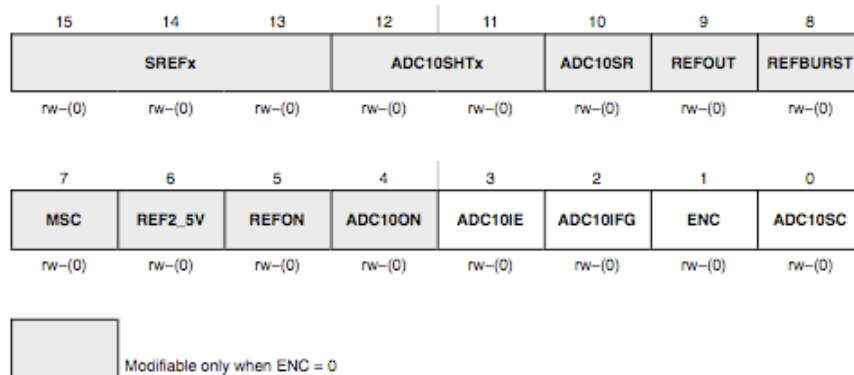 15 14 13 12 11 10 9 8
SREFx ADC10SHTx ADC10SR REFOUT REFBURST
rw–(0) rw–(0) rw–(0) rw–(0) rw–(0) rw–(0) rw–(0) rw–(0)
7 6 5 4 3 2 1 0
MSC REF2_5V REFON ADC10ON ADC10IE ADC10IFG ENC ADC10SC
rw–(0) rw–(0) rw–(0) rw–(0) rw–(0) rw–(0) rw–(0) rw–(0)
Modifiable only when ENC = 0